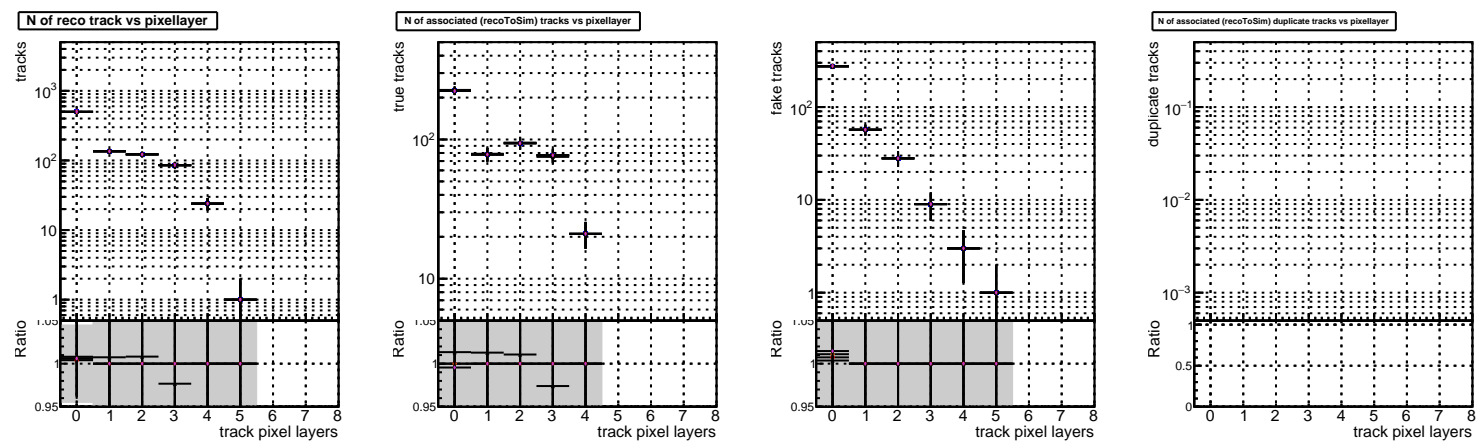 N of reco track vs pixellayer
tracks
10³
10²
10
1
Ratio
1.05
1
0.95
0 1 2 3 4 5 6 7 8
track pixel layers
N of associated (recoToSim) tracks vs pixellayer
true tracks
10²
10
Ratio
1.05
1
0.95
0 1 2 3 4 5 6 7 8
track pixel layers
fake tracks
10²
10
1
Ratio
1.05
1
0.95
0 1 2 3 4 5 6 7 8
track pixel layers
N of associated (recoToSim) duplicate tracks vs pixellayer
duplicate tracks
10⁻¹
10⁻²
10⁻³
Ratio
1
0.5
0
0 1 2 3 4 5 6 7 8
track pixel layers